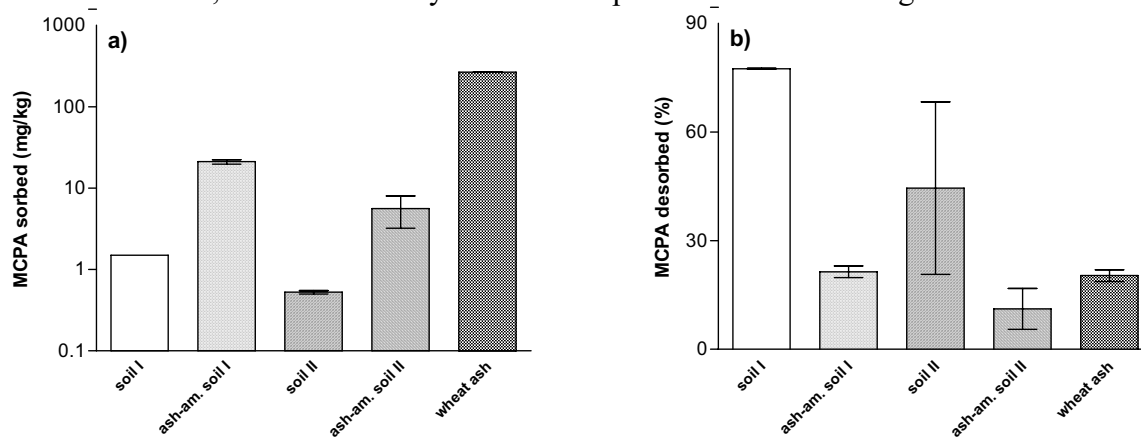 a)
MCPA sorbed (mg/kg)
1000
100
10
1
0.1
soil I
ash-am. soil I
soil II
ash-am. soil II
wheat ash
b)
MCPA desorbed (%)
90
60
30
0
soil I
ash-am. soil I
soil II
ash-am. soil II
wheat ash